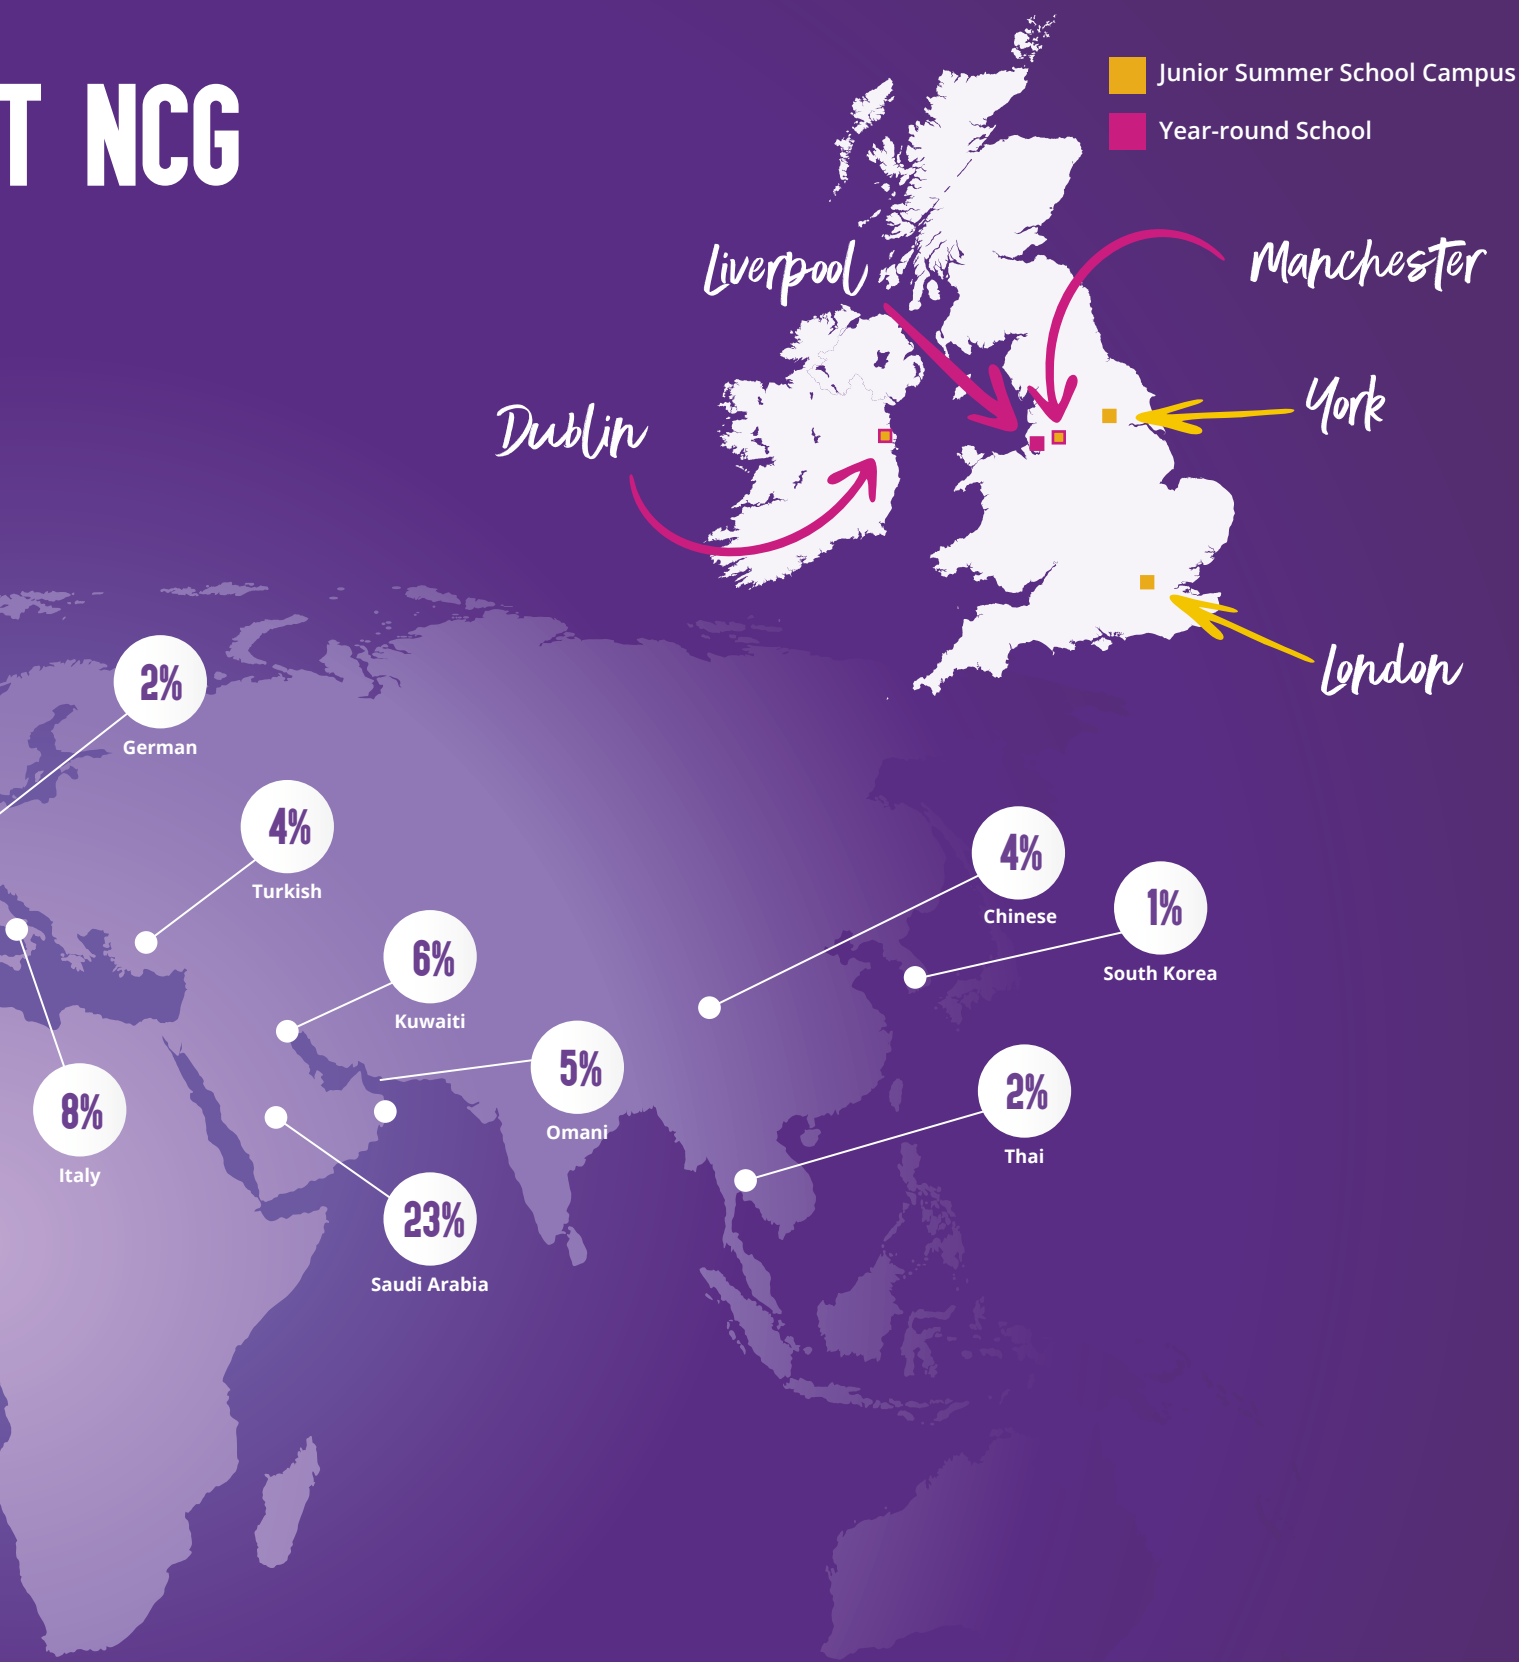 T NCG
Junior Summer School Campus
Year-round School
Liverpool
Manchester
York
Dublin
London
2%
German
4%
Turkish
4%
Chinese
1%
South Korea
6%
Kuwaiti
5%
Omani
2%
Thai
8%
Italy
23%
Saudi Arabia